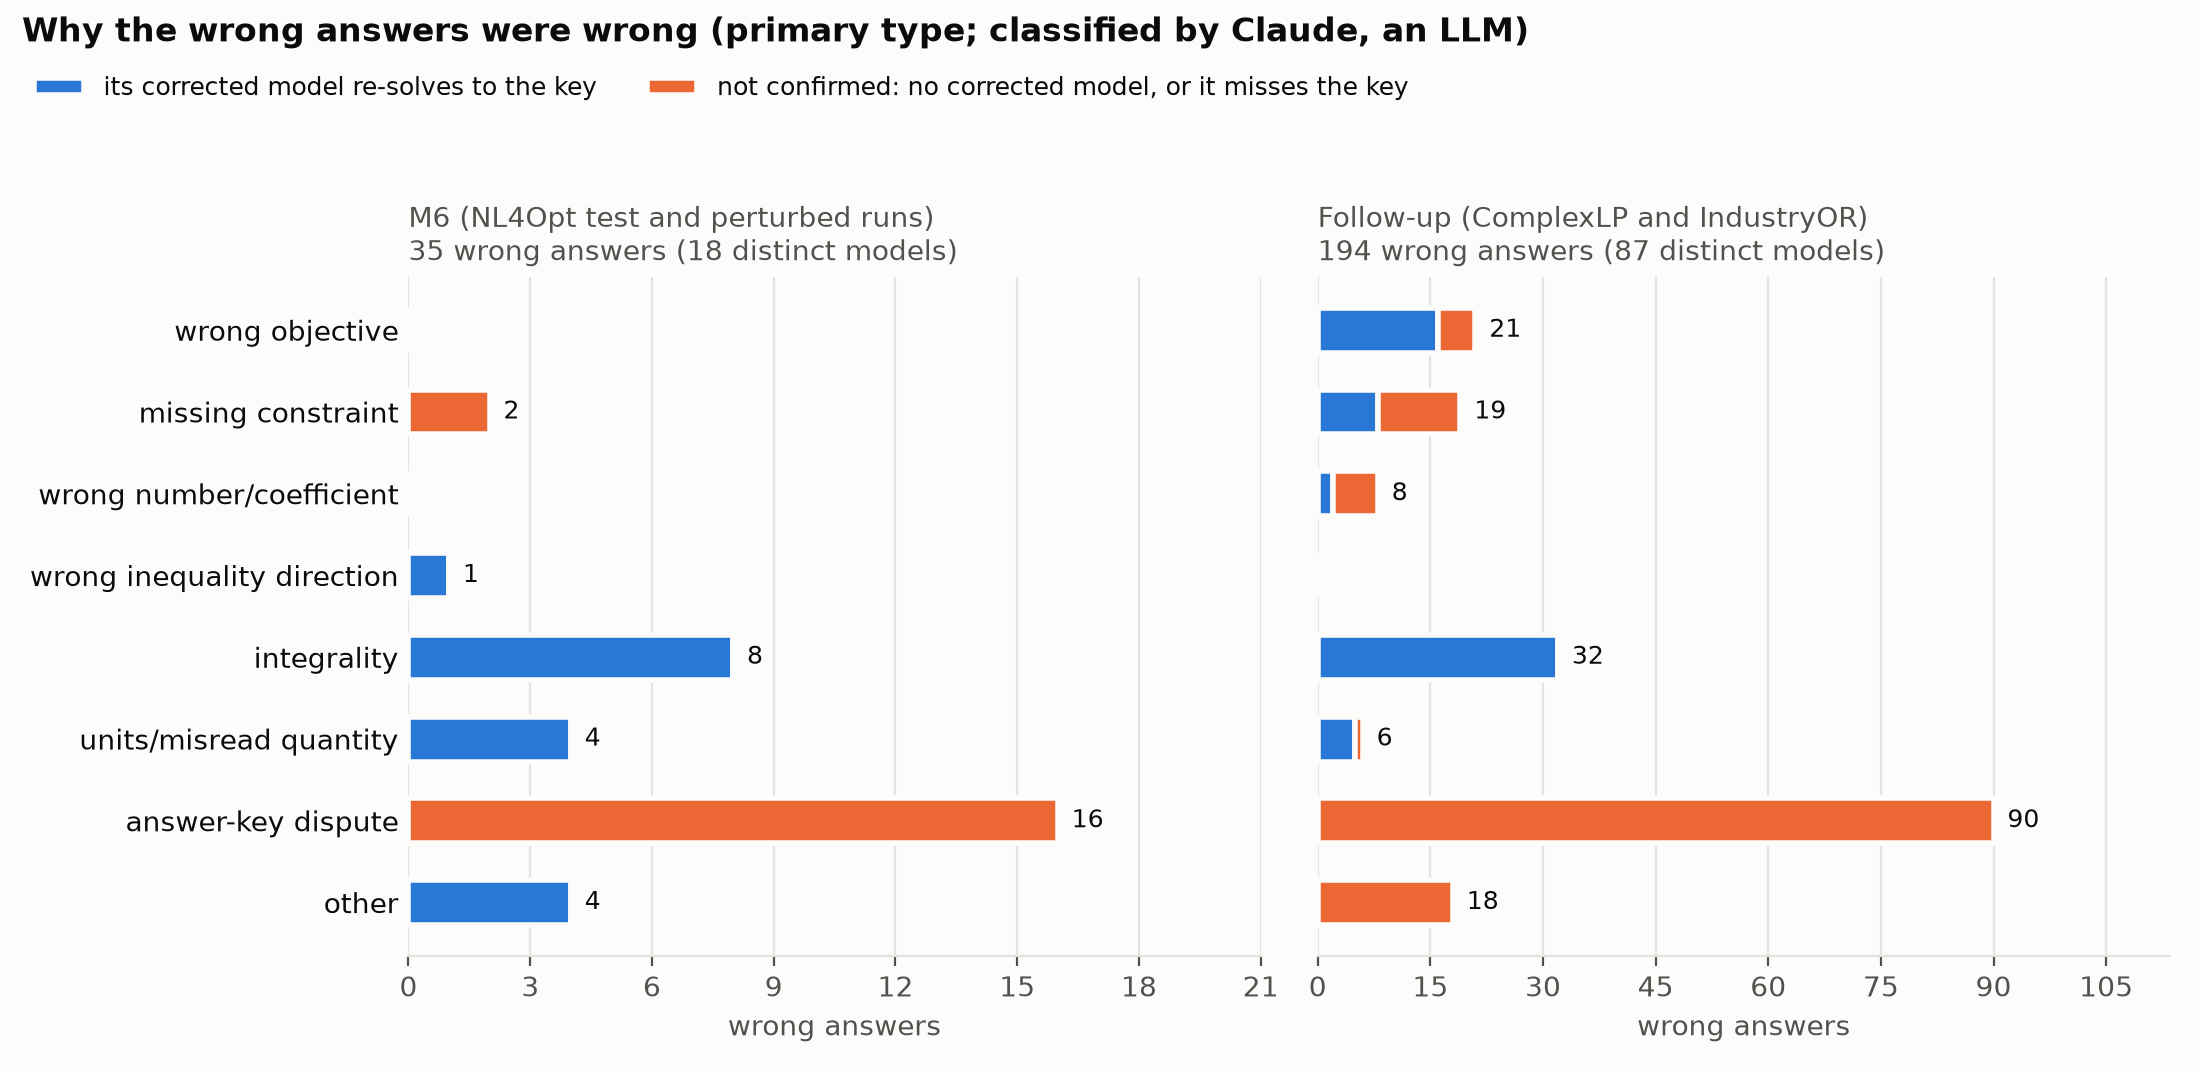 Why the wrong answers were wrong (primary type; classified by Claude, an LLM)
its corrected model re-solves to the key
not confirmed: no corrected model, or it misses the key
M6 (NL4Opt test and perturbed runs)
35 wrong answers (18 distinct models)
Follow-up (ComplexLP and IndustryOR)
194 wrong answers (87 distinct models)
wrong objective 21
missing constraint 2 19
wrong number/coefficient 8
wrong inequality direction 1
integrality 8 32
units/misread quantity 4 6
answer-key dispute 16 90
other 4 18
0 3 6 9 12 15 18 21 0 15 30 45 60 75 90 105
wrong answers wrong answers